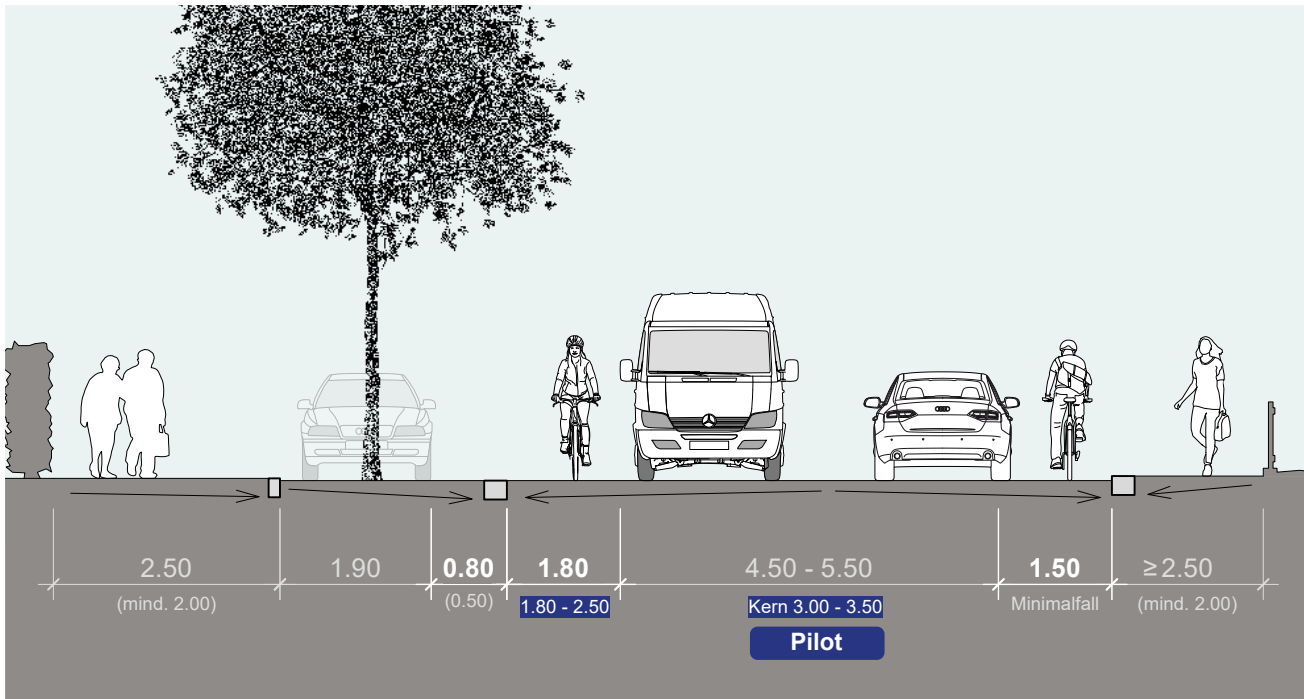 2.50
(mind. 2.00)
1.90
0.80
(0.50)
1.80
1.80 - 2.50
4.50 - 5.50
Kern 3.00 - 3.50
Pilot
1.50
Minimalfall
≥2.50
(mind. 2.00)